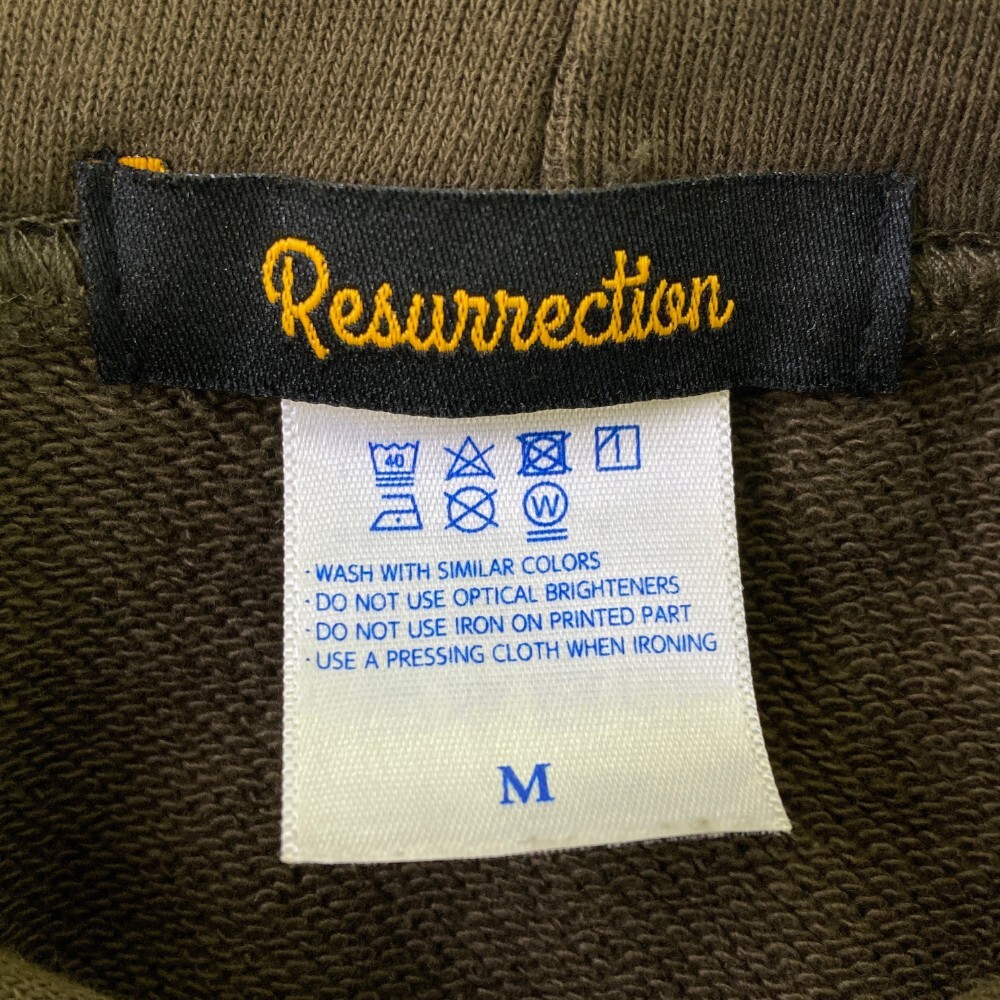 Resurrection
40
W
· WASH WITH SIMILAR COLORS
· DO NOT USE OPTICAL BRIGHTENERS
· DO NOT USE IRON ON PRINTED PART
· USE A PRESSING CLOTH WHEN IRONING
M